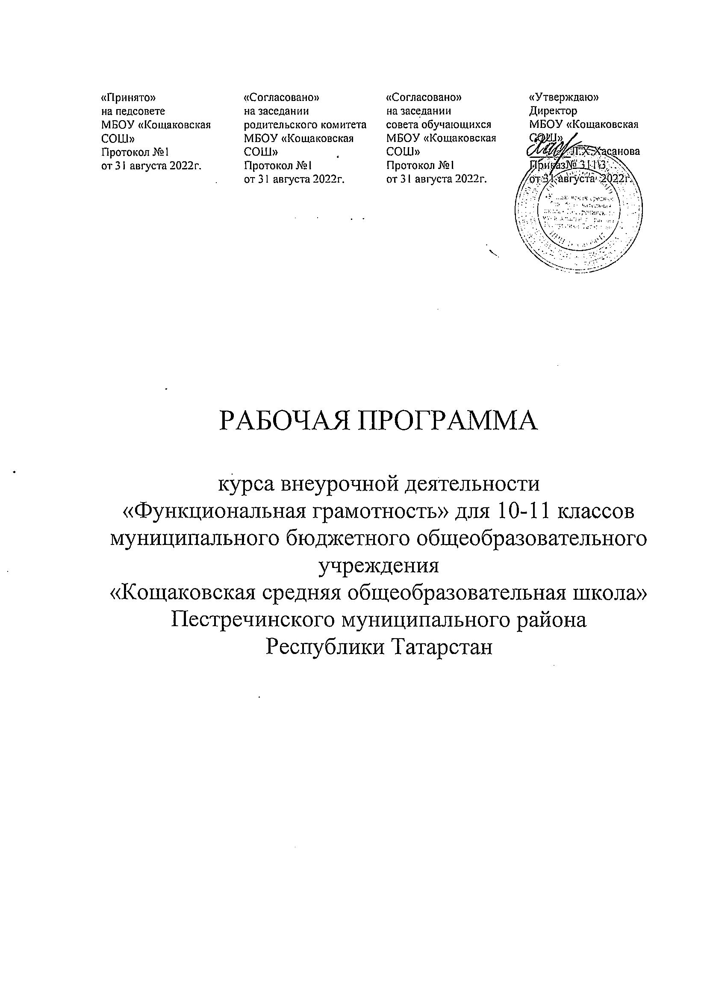 «Принято»
на педсовете
МБОУ «Кощаковская
СОШ»
Протокол №1
от 31 августа 2022г.
«Согласовано»
на заседании
родительского комитета
МБОУ «Кощаковская
СОШ»
Протокол №1
от 31 августа 2022г.
«Согласовано»
на заседании
совета обучающихся
МБОУ «Кощаковская
СОШ»
Протокол №1
от 31 августа 2022г.
«Утверждаю»
Директор
МБОУ «Кощаковская
СОШ»
Л.Х.Хасанова
Приказ№ 311\3
от 31 августа 2022г.
РАБОЧАЯ ПРОГРАММА
курса внеурочной деятельности
«Функциональная грамотность» для 10-11 классов
муниципального бюджетного общеобразовательного
учреждения
«Кощаковская средняя общеобразовательная школа»
Пестречинского муниципального района
Республики Татарстан